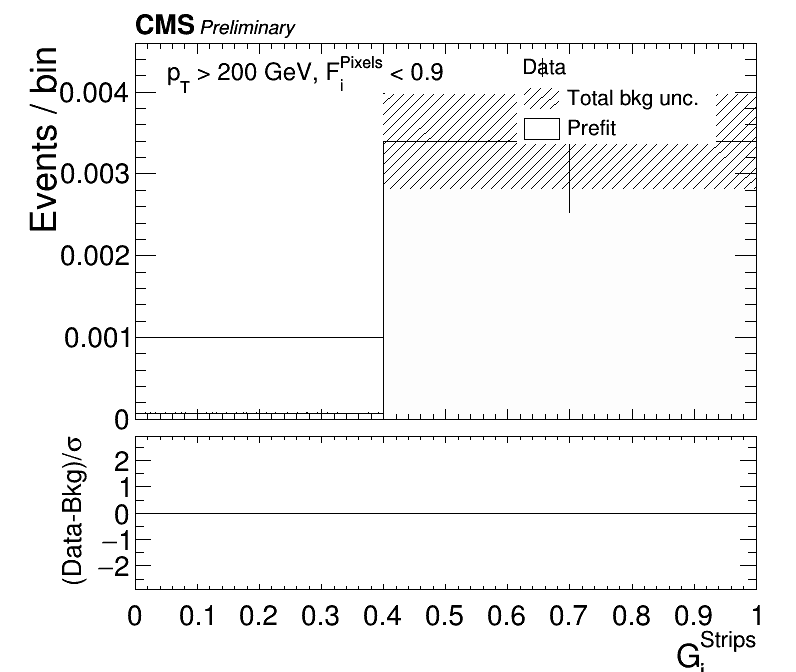 CMS Preliminary
p_T > 200 GeV, F_i^Pixels < 0.9
Data
Total bkg unc.
Prefit
Events / bin
0.004
0.003
0.002
0.001
0
(Data-Bkg)/σ
2
1
0
−1
−2
0 0.1 0.2 0.3 0.4 0.5 0.6 0.7 0.8 0.9 1
G_i^Strips